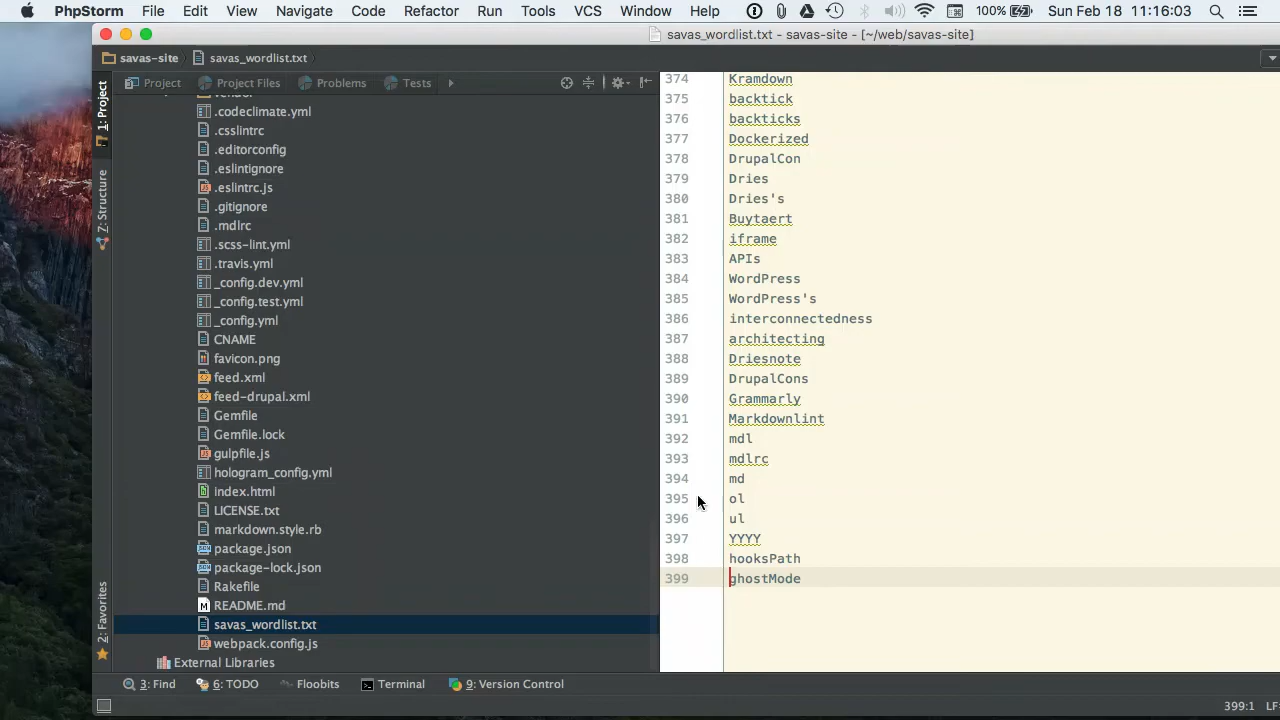 PhpStorm File Edit View Navigate Code Refactor Run Tools VCS Window Help 100% Sun Feb 18 11:16:03
savas_wordlist.txt - savas-site - [~/web/savas-site]
savas-site savas_wordlist.txt
Project Project Files Problems Tests
1: Project
7: Structure
2: Favorites
.codeclimate.yml
.csslintrc
.editorconfig
.eslintignore
.eslintrc.js
.gitignore
.mdlrc
.scss-lint.yml
.travis.yml
_config.dev.yml
_config.test.yml
_config.yml
CNAME
favicon.png
feed.xml
feed-drupal.xml
Gemfile
Gemfile.lock
gulpfile.js
hologram_config.yml
index.html
LICENSE.txt
markdown.style.rb
package.json
package-lock.json
Rakefile
README.md
savas_wordlist.txt
webpack.config.js
External Libraries
374 Kramdown
375 backtick
376 backticks
377 Dockerized
378 DrupalCon
379 Dries
380 Dries's
381 Buytaert
382 iframe
383 APIs
384 WordPress
385 WordPress's
386 interconnectedness
387 architecting
388 Driesnote
389 DrupalCons
390 Grammarly
391 Markdownlint
392 mdl
393 mdlrc
394 md
395 ol
396 ul
397 YYYY
398 hooksPath
399 ghostMode
3: Find 6: TODO Floobits Terminal 9: Version Control
399:1 LF